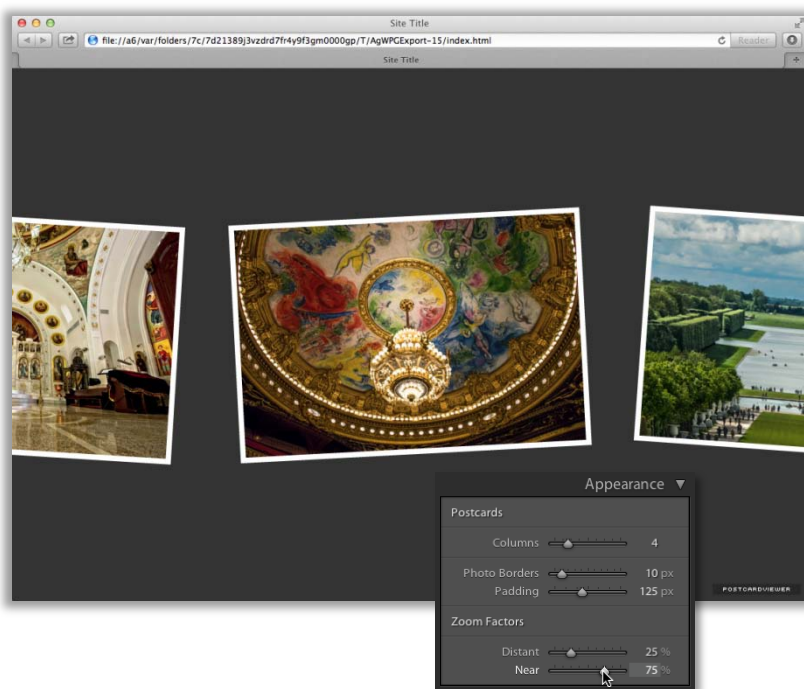 Site Title
file://a6/var/folders/7c/7d21389j3vzdrd7fr4y9f3gm0000gp/T/AgWPGExport-15/index.html
Reader
Site Title
Appearance
Postcards
Columns 4
Photo Borders 10 px
Padding 125 px
POSTCARDVIEWER
Zoom Factors
Distant 25 %
Near 75 %